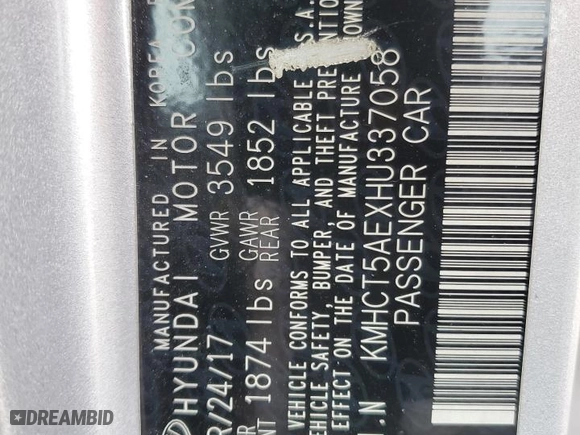 MANUFACTURED IN KOREA
HYUNDAI MOTOR
/24/17 GVWR 3549 lbs
GAWR
1874 lbs REAR 1852 lbs
VEHICLE CONFORMS TO ALL APPLICABLE S.A.
VEHICLE SAFETY, BUMPER, AND THEFT
EFFECT ON THE DATE OF MANUFACTURE
.N KMHCT5AEXHU337058
PASSENGER CAR
DREAMBID